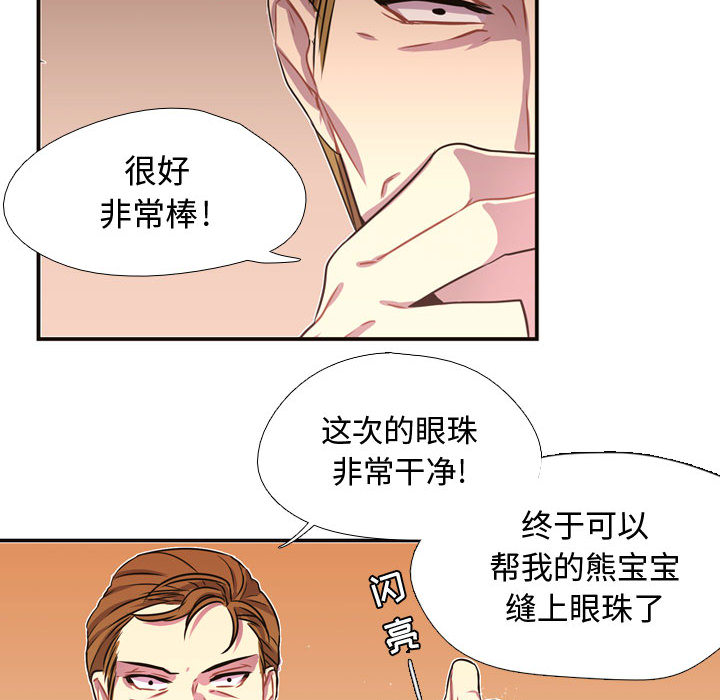 很好
非常棒!
这次的眼珠
非常干净!
终于可以
帮我的熊宝宝
缝上眼珠了
闪
亮